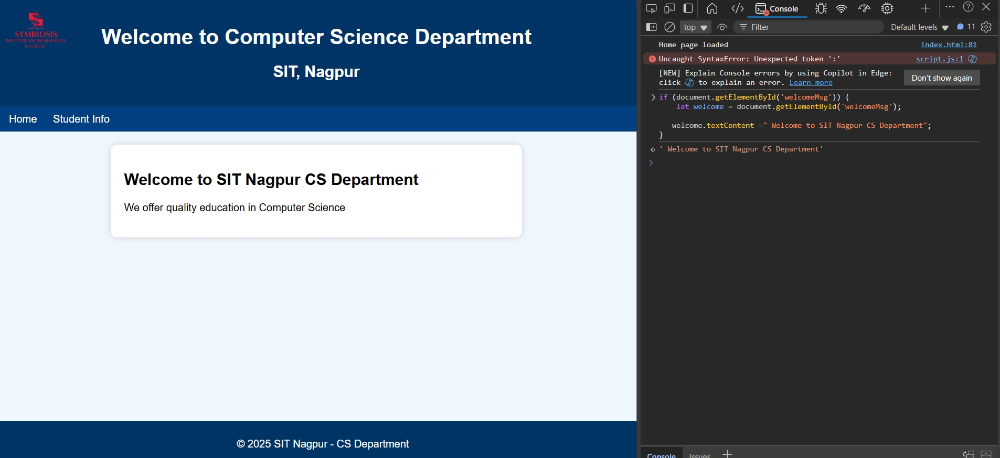 SYMBIOSIS
INSTITUTE OF TECHNOLOGY
NAGPUR
Welcome to Computer Science Department
SIT, Nagpur
Home
Student Info
Welcome to SIT Nagpur CS Department
We offer quality education in Computer Science
© 2025 SIT Nagpur - CS Department
Console
top
Filter
Default levels
11
Home page loaded index.html:81
Uncaught SyntaxError: Unexpected token ':' script.js:1
[NEW] Explain Console errors by using Copilot in Edge:
click to explain an error. Learn more
Don't show again
if (document.getElementById('welcomeMsg')) {
let welcome = document.getElementById('welcomeMsg');
welcome.textContent =" Welcome to SIT Nagpur CS Department";
}
' Welcome to SIT Nagpur CS Department'
Console
Issues